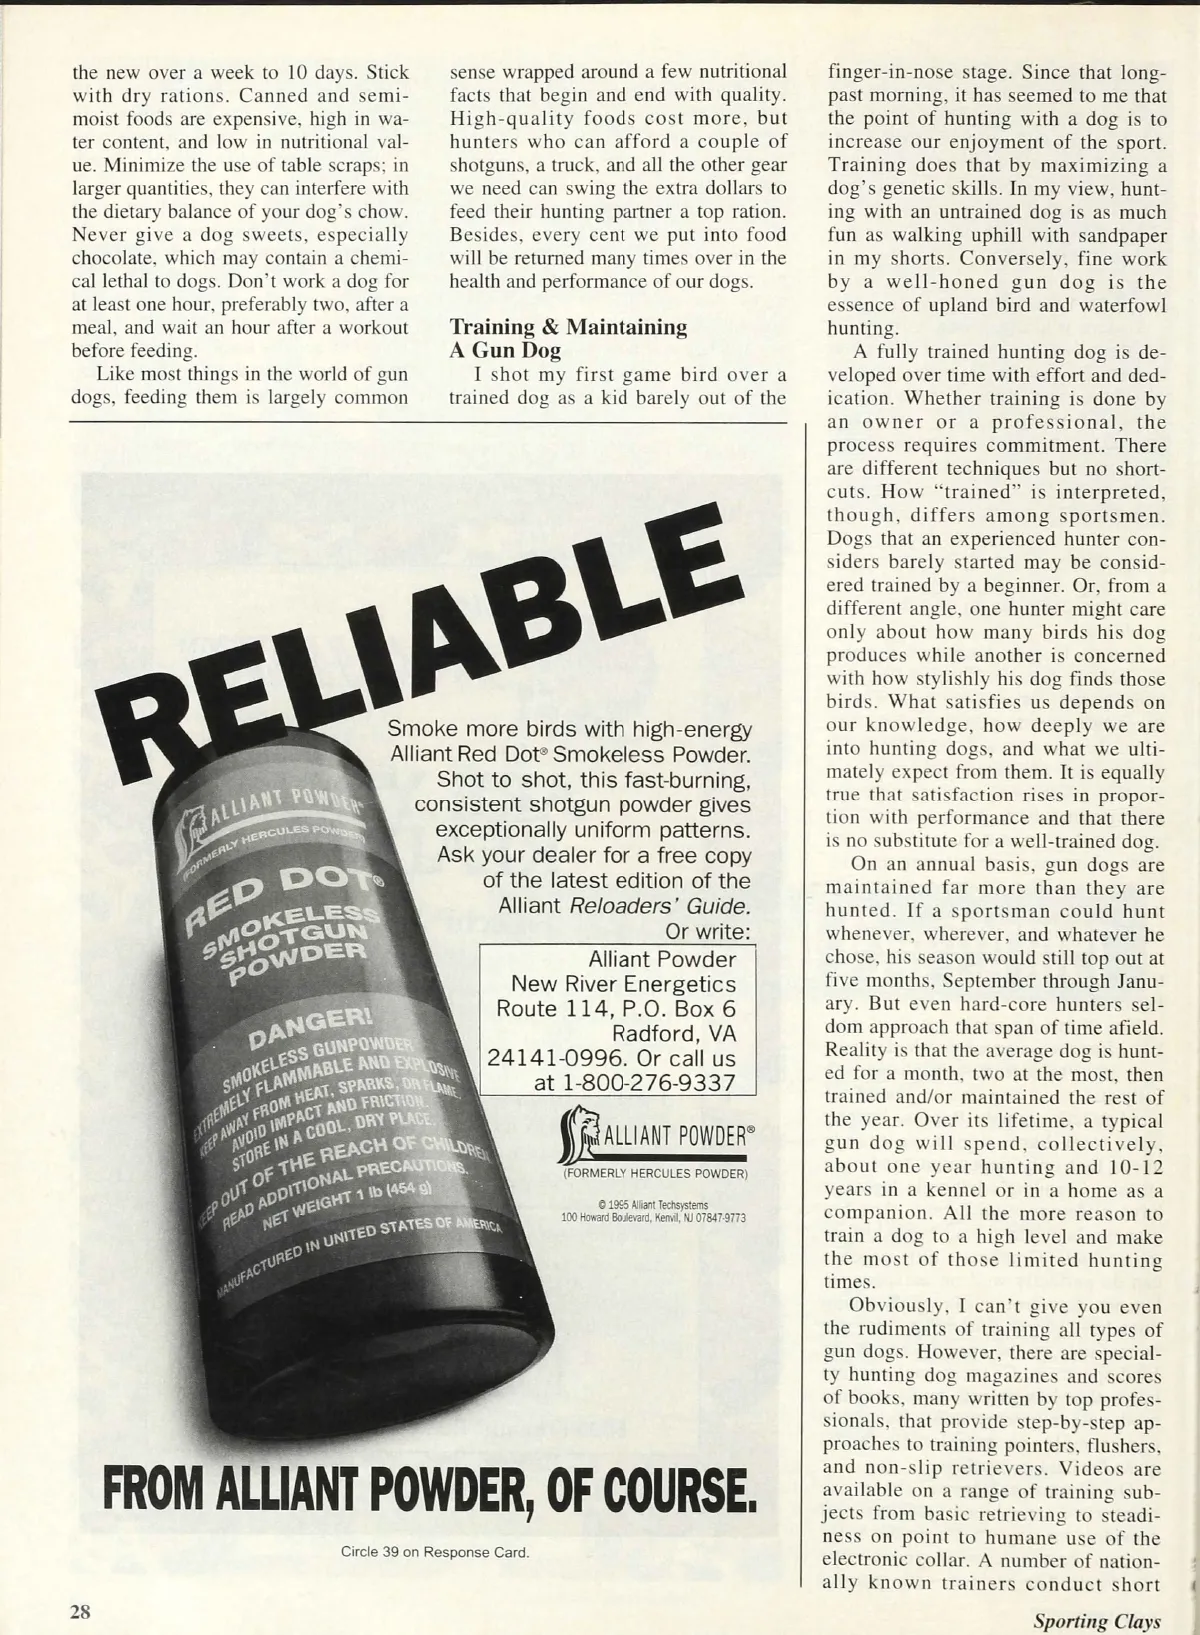 the new over a week to 10 days. Stick
with dry rations. Canned and semi-
moist foods are expensive, high in wa-
ter content, and low in nutritional val-
ue. Minimize the use of table scraps; in
larger quantities, they can interfere with
the dietary balance of your dog's chow.
Never give a dog sweets, especially
chocolate, which may contain a chemi-
cal lethal to dogs. Don't work a dog for
at least one hour, preferably two, after a
meal, and wait an hour after a workout
before feeding.
Like most things in the world of gun
dogs, feeding them is largely common
sense wrapped around a few nutritional
facts that begin and end with quality.
High-quality foods cost more, but
hunters who can afford a couple of
shotguns, a truck, and all the other gear
we need can swing the extra dollars to
feed their hunting partner a top ration.
Besides, every cent we put into food
will be returned many times over in the
health and performance of our dogs.
Training & Maintaining
A Gun Dog
I shot my first game bird over a
trained dog as a kid barely out of the
finger-in-nose stage. Since that long-
past morning, it has seemed to me that
the point of hunting with a dog is to
increase our enjoyment of the sport.
Training does that by maximizing a
dog's genetic skills. In my view, hunt-
ing with an untrained dog is as much
fun as walking uphill with sandpaper
in my shorts. Conversely, fine work
by a well-honed gun dog is the
essence of upland bird and waterfowl
hunting.
A fully trained hunting dog is de-
veloped over time with effort and ded-
ication. Whether training is done by
an owner or a professional, the
process requires commitment. There
are different techniques but no short-
cuts. How "trained" is interpreted,
though, differs among sportsmen.
Dogs that an experienced hunter con-
siders barely started may be consid-
ered trained by a beginner. Or, from a
different angle, one hunter might care
only about how many birds his dog
produces while another is concerned
with how stylishly his dog finds those
birds. What satisfies us depends on
our knowledge, how deeply we are
into hunting dogs, and what we ulti-
mately expect from them. It is equally
true that satisfaction rises in propor-
tion with performance and that there
is no substitute for a well-trained dog.
On an annual basis, gun dogs are
maintained far more than they are
hunted. If a sportsman could hunt
whenever, wherever, and whatever he
chose, his season would still top out at
five months, September through Janu-
ary. But even hard-core hunters sel-
dom approach that span of time afield.
Reality is that the average dog is hunt-
ed for a month, two at the most, then
trained and/or maintained the rest of
the year. Over its lifetime, a typical
gun dog will spend, collectively,
about one year hunting and 10-12
years in a kennel or in a home as a
companion. All the more reason to
train a dog to a high level and make
the most of those limited hunting
times.
Obviously, I can't give you even
the rudiments of training all types of
gun dogs. However, there are special-
ty hunting dog magazines and scores
of books, many written by top profes-
sionals, that provide step-by-step ap-
proaches to training pointers, flushers,
and non-slip retrievers. Videos are
available on a range of training sub-
jects from basic retrieving to steadi-
ness on point to humane use of the
electronic collar. A number of nation-
ally known trainers conduct short
RELIABLE
Smoke more birds with high-energy
Alliant Red Dot® Smokeless Powder.
Shot to shot, this fast-burning,
consistent shotgun powder gives
exceptionally uniform patterns.
Ask your dealer for a free copy
of the latest edition of the
Alliant Reloaders' Guide.
Or write:
Alliant Powder
New River Energetics
Route 114, P.O. Box 6
Radford, VA
24141-0996. Or call us
at 1-800-276-9337
ALLIANT POWDER®
(FORMERLY HERCULES POWDER)
© 1995 Alliant Techsystems
100 Howard Boulevard, Kenvil, NJ 07847-9773
ALLIANT POWDER®
(FORMERLY HERCULES POWDER)
RED DOT®
SMOKELESS
SHOTGUN
POWDER
DANGER!
SMOKELESS GUNPOWDER
EXTREMELY FLAMMABLE AND EXPLOSIVE
KEEP AWAY FROM HEAT, SPARKS, OR FLAME.
AVOID IMPACT AND FRICTION.
STORE IN A COOL, DRY PLACE.
KEEP OUT OF THE REACH OF CHILDREN.
READ ADDITIONAL PRECAUTIONS.
NET WEIGHT 1 lb (454 g)
MANUFACTURED IN UNITED STATES OF AMERICA
FROM ALLIANT POWDER, OF COURSE.
Circle 39 on Response Card.
28
Sporting Clays